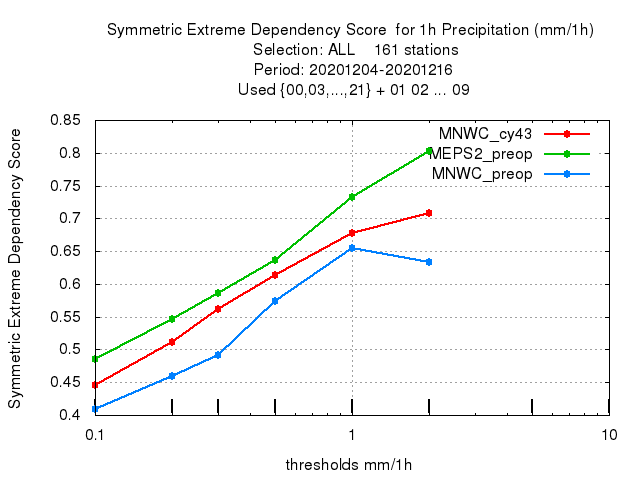 Symmetric Extreme Dependency Score  for 1h Precipitation (mm/1h)
Selection: ALL    161 stations
Period: 20201204-20201216
Used {00,03,...,21} + 01 02 ... 09
Symmetric Extreme Dependency Score
0.85
0.8
0.75
0.7
0.65
0.6
0.55
0.5
0.45
0.4
MNWC_cy43
MEPS2_preop
MNWC_preop
0.1 1 10
thresholds mm/1h